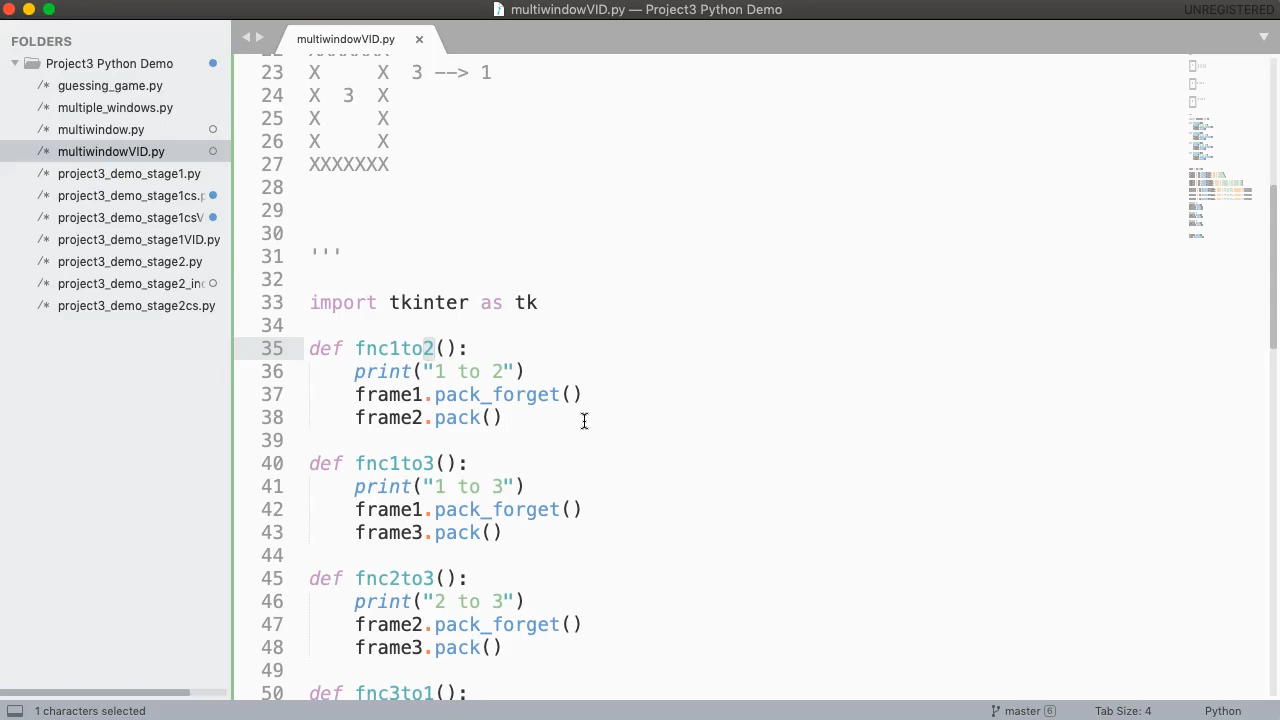 multiwindowVID.py — Project3 Python Demo
UNREGISTERED
FOLDERS
Project3 Python Demo
/* guessing_game.py
/* multiple_windows.py
/* multiwindow.py
/* multiwindowVID.py
/* project3_demo_stage1.py
/* project3_demo_stage1cs.p
/* project3_demo_stage1csV
/* project3_demo_stage1VID.py
/* project3_demo_stage2.py
/* project3_demo_stage2_in
/* project3_demo_stage2cs.py
multiwindowVID.py ×
23 X     X  3 --> 1
24 X  3  X
25 X     X
26 X     X
27 XXXXXXX
28
29
30
31 '''
32
33 import tkinter as tk
34
35 def fnc1to2():
36     print("1 to 2")
37     frame1.pack_forget()
38     frame2.pack()
39
40 def fnc1to3():
41     print("1 to 3")
42     frame1.pack_forget()
43     frame3.pack()
44
45 def fnc2to3():
46     print("2 to 3")
47     frame2.pack_forget()
48     frame3.pack()
49
50 def fnc3to1():
1 characters selected
master 6
Tab Size: 4
Python